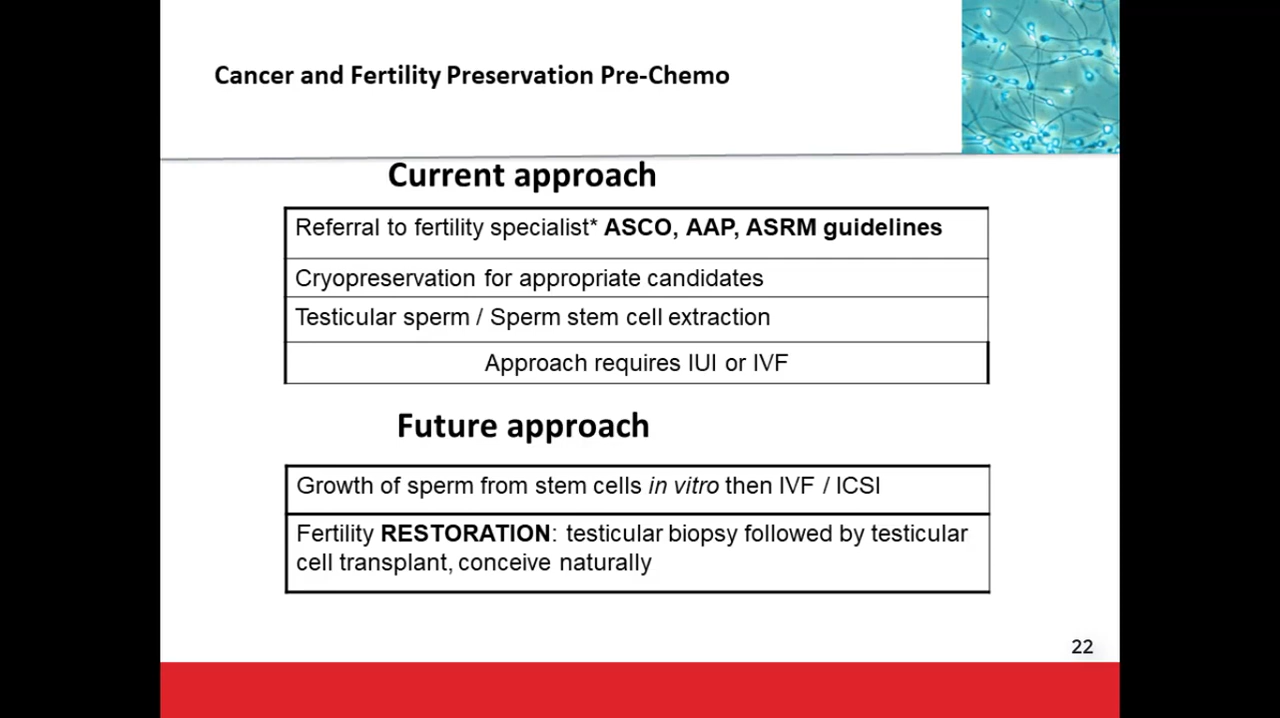 Cancer and Fertility Preservation Pre-Chemo
Current approach
Referral to fertility specialist* ASCO, AAP, ASRM guidelines
Cryopreservation for appropriate candidates
Testicular sperm / Sperm stem cell extraction
Approach requires IUI or IVF
Future approach
Growth of sperm from stem cells in vitro then IVF / ICSI
Fertility RESTORATION: testicular biopsy followed by testicular
cell transplant, conceive naturally
22